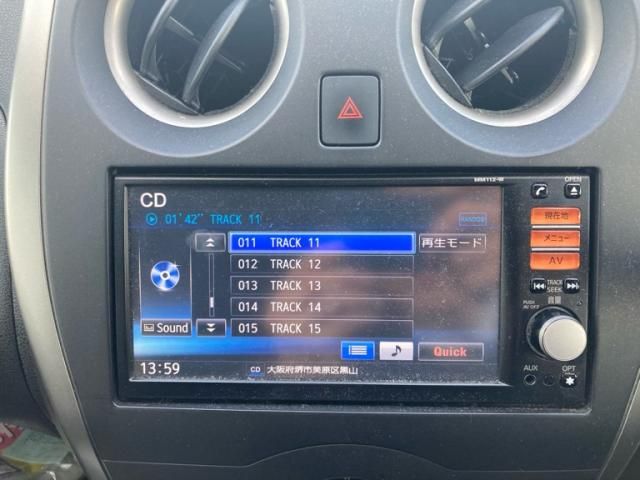 MM112-W
OPEN
CD
01'42" TRACK 11
RANDOM
011 TRACK 11
再生モード
012 TRACK 12
013 TRACK 13
014 TRACK 14
015 TRACK 15
Sound
Quick
13:59
CD 大阪府堺市美原区黒山
現在地
メニュー
AV
TRACK
SEEK
PUSH
音量
AUX
OPT